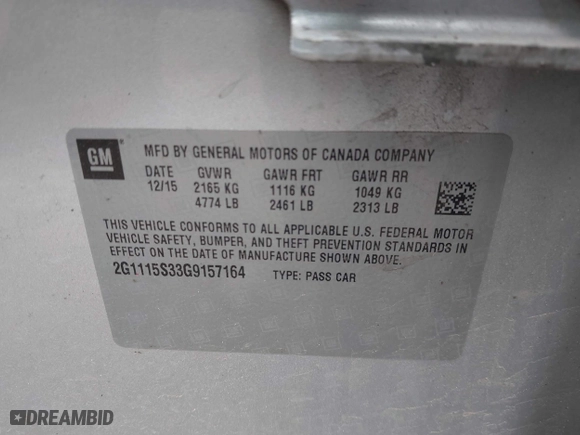 GM
MFD BY GENERAL MOTORS OF CANADA COMPANY
DATE GVWR GAWR FRT GAWR RR
12/15 2165 KG 1116 KG 1049 KG
4774 LB 2461 LB 2313 LB
THIS VEHICLE CONFORMS TO ALL APPLICABLE U.S. FEDERAL MOTOR
VEHICLE SAFETY, BUMPER, AND THEFT PREVENTION STANDARDS IN
EFFECT ON THE DATE OF MANUFACTURE SHOWN ABOVE.
2G1115S33G9157164 TYPE: PASS CAR
DREAMBID